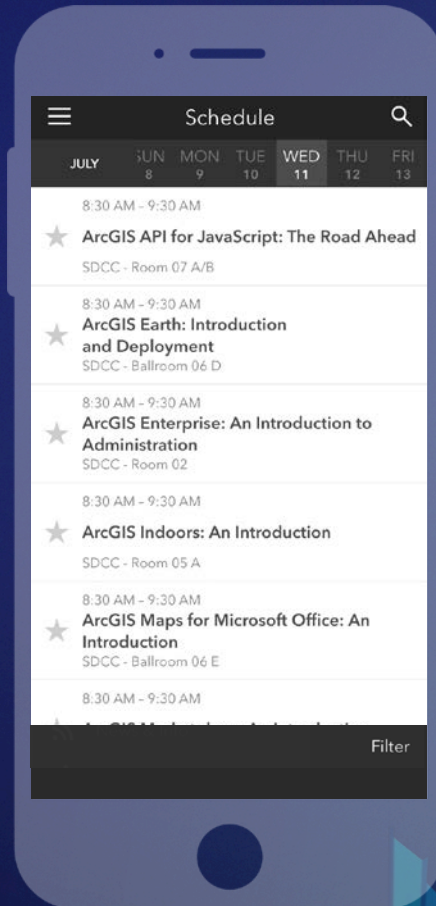 Schedule
JULY
SUN MON TUE WED THU FRI
8 9 10 11 12 13
8:30 AM – 9:30 AM
ArcGIS API for JavaScript: The Road Ahead
SDCC - Room 07 A/B
8:30 AM – 9:30 AM
ArcGIS Earth: Introduction
and Deployment
SDCC - Ballroom 06 D
8:30 AM – 9:30 AM
ArcGIS Enterprise: An Introduction to
Administration
SDCC - Room 02
8:30 AM – 9:30 AM
ArcGIS Indoors: An Introduction
SDCC - Room 05 A
8:30 AM – 9:30 AM
ArcGIS Maps for Microsoft Office: An
Introduction
SDCC - Ballroom 06 E
8:30 AM – 9:30 AM
Filter